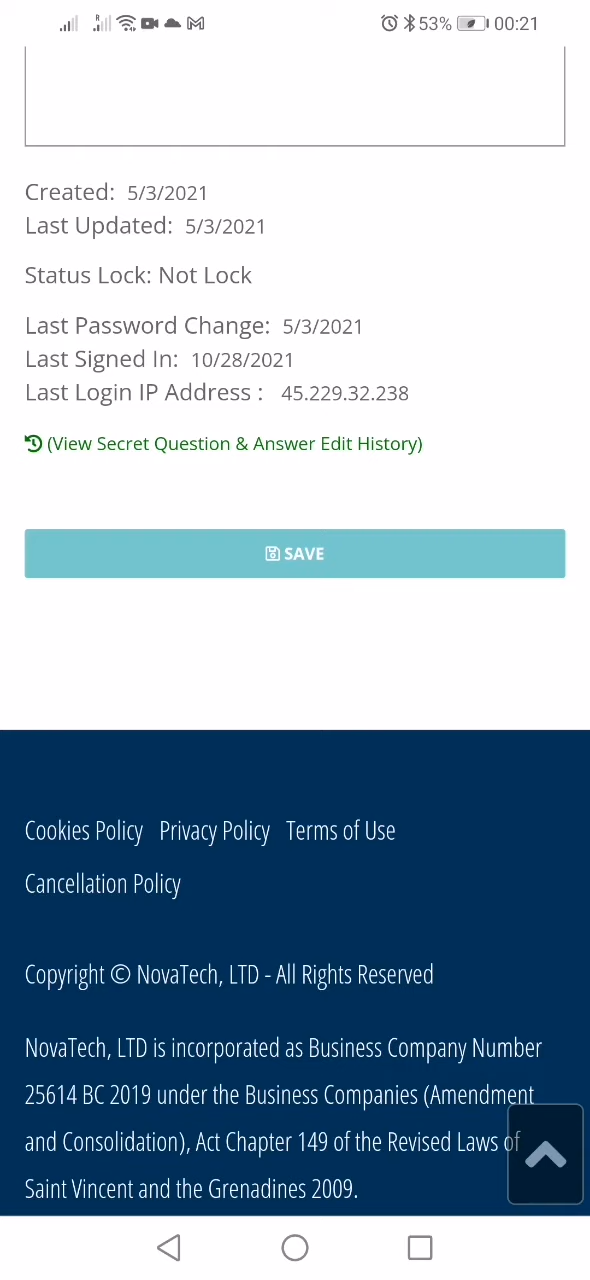 R 53% 00:21
Created: 5/3/2021
Last Updated: 5/3/2021
Status Lock: Not Lock
Last Password Change: 5/3/2021
Last Signed In: 10/28/2021
Last Login IP Address : 45.229.32.238
(View Secret Question & Answer Edit History)
SAVE
Cookies Policy Privacy Policy Terms of Use
Cancellation Policy
Copyright © NovaTech, LTD - All Rights Reserved
NovaTech, LTD is incorporated as Business Company Number
25614 BC 2019 under the Business Companies (Amendment
and Consolidation), Act Chapter 149 of the Revised Laws of
Saint Vincent and the Grenadines 2009.